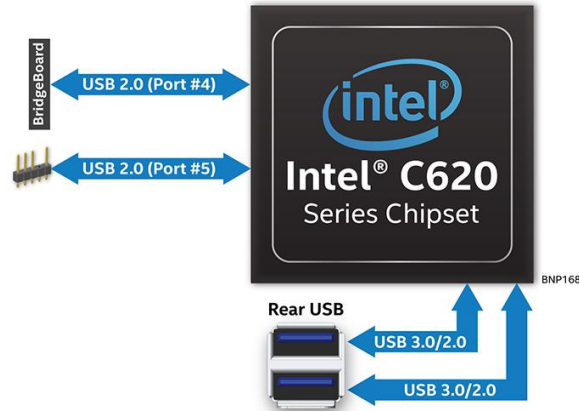 BridgeBoard
USB 2.0 (Port #4)
USB 2.0 (Port #5)
intel®
Intel® C620
Series Chipset
BNP168
Rear USB
USB 3.0/2.0
USB 3.0/2.0